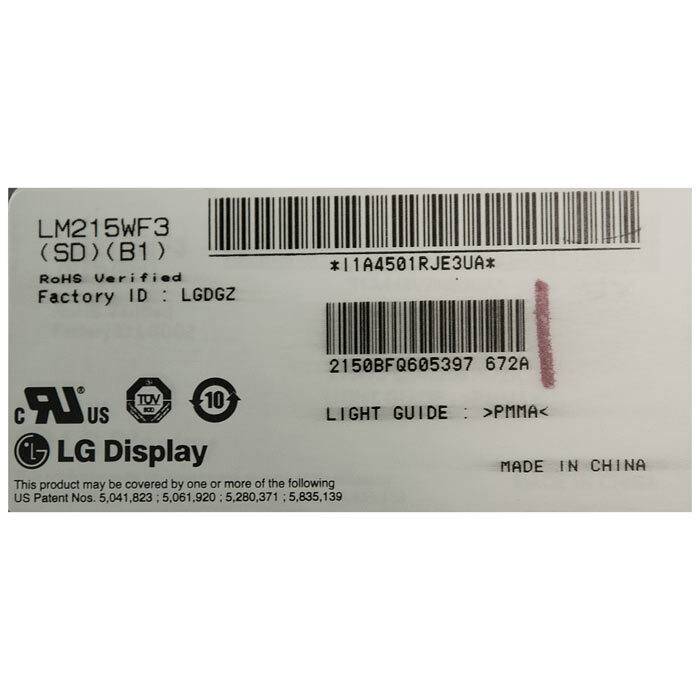 LM215WF3
(SD)(B1)
RoHS Verified
Factory ID : LGDGZ
*I1A4501RJE3UA*
2150BFQ605397 672A
LIGHT GUIDE : >PMMA<
c RU ® US
TÜV
10
LG Display
MADE IN CHINA
This product may be covered by one or more of the following
US Patent Nos. 5,041,823 ; 5,061,920 ; 5,280,371 ; 5,835,139